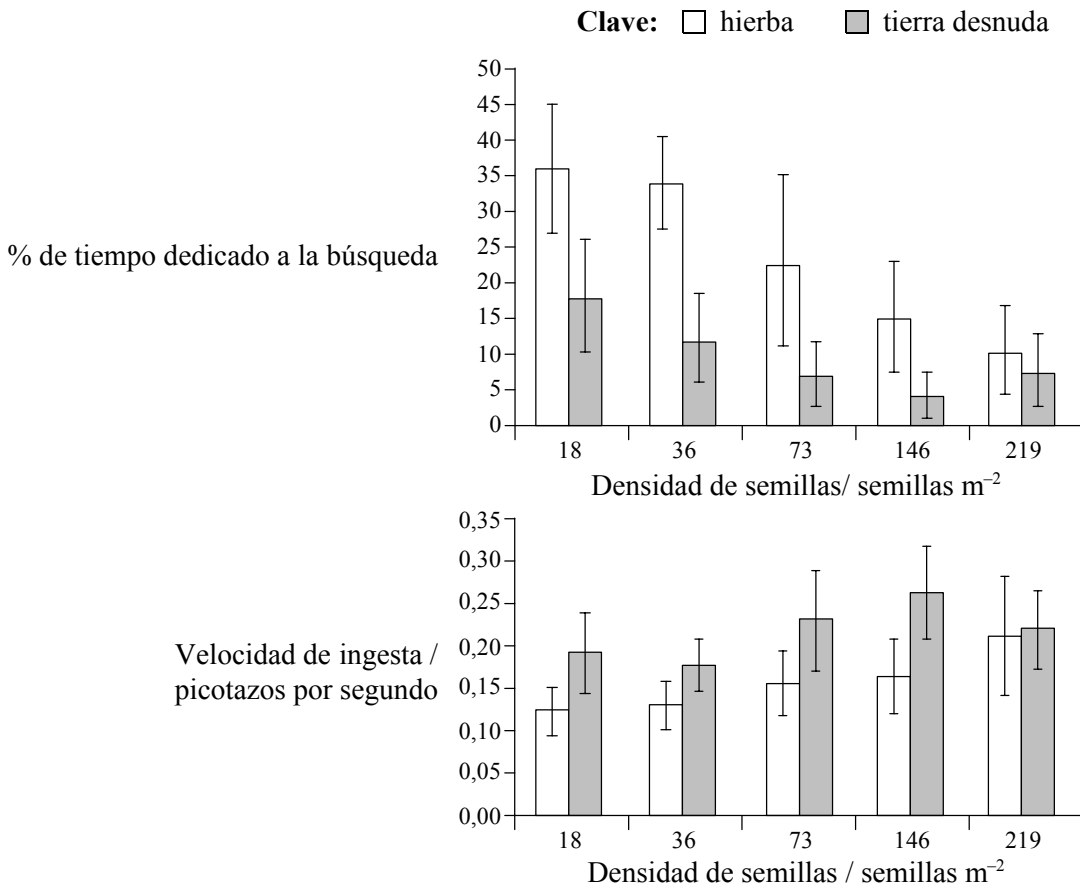 Clave: hierba tierra desnuda
50
45
40
35
30
25
20
15
10
5
0
% de tiempo dedicado a la búsqueda
18 36 73 146 219
Densidad de semillas/ semillas m⁻²
0,35
0,30
0,25
0,20
0,15
0,10
0,05
0,00
Velocidad de ingesta /
picotazos por segundo
18 36 73 146 219
Densidad de semillas / semillas m⁻²